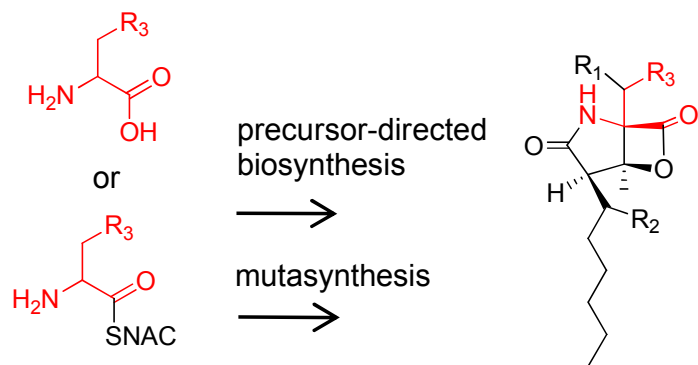 R3
H2N
O
OH
or
R3
H2N
O
SNAC
precursor-directed
biosynthesis
mutasynthesis
R1
R3
H
N
O
O
O
H
R2